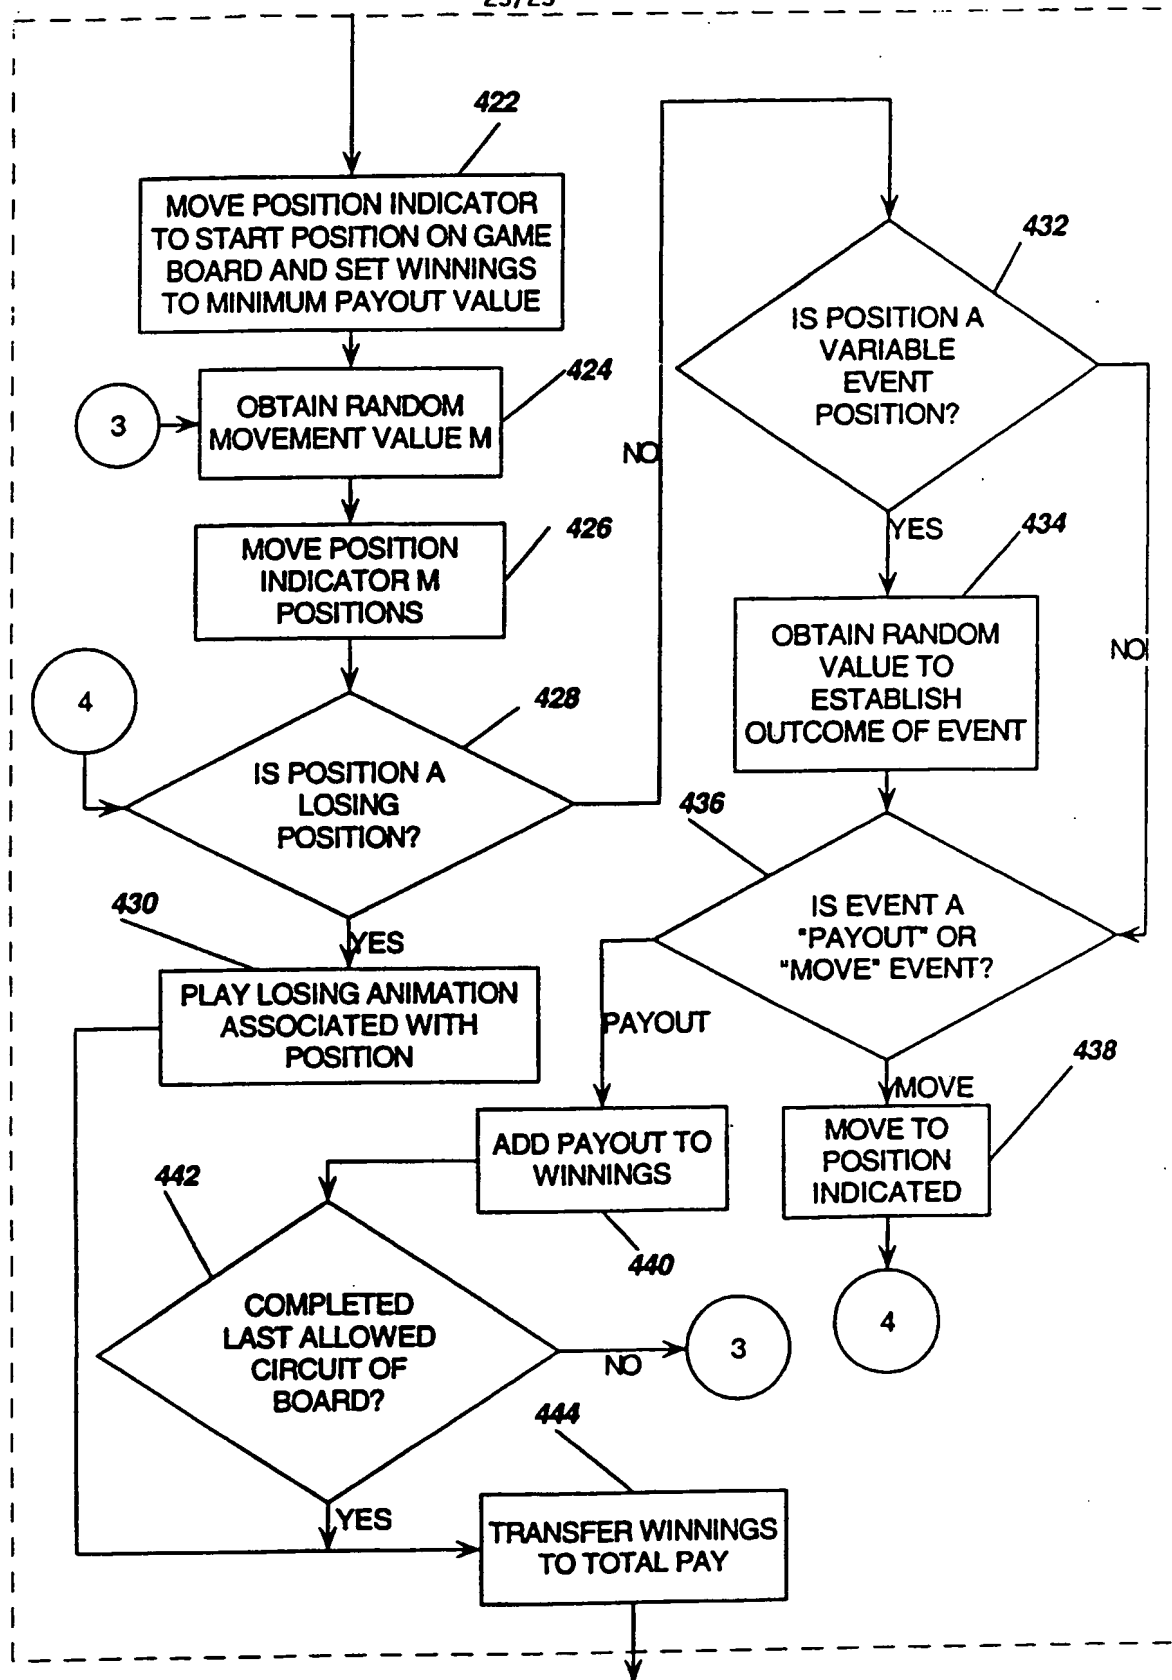 422
MOVE POSITION INDICATOR
TO START POSITION ON GAME
BOARD AND SET WINNINGS
TO MINIMUM PAYOUT VALUE
3
424
OBTAIN RANDOM
MOVEMENT VALUE M
426
MOVE POSITION
INDICATOR M
POSITIONS
4
428
IS POSITION A
LOSING
POSITION?
NO
430
YES
PLAY LOSING ANIMATION
ASSOCIATED WITH
POSITION
432
IS POSITION A
VARIABLE
EVENT
POSITION?
YES
NO
434
OBTAIN RANDOM
VALUE TO
ESTABLISH
OUTCOME OF EVENT
436
IS EVENT A
"PAYOUT" OR
"MOVE" EVENT?
PAYOUT
MOVE
438
MOVE TO
POSITION
INDICATED
4
ADD PAYOUT TO
WINNINGS
440
442
COMPLETED
LAST ALLOWED
CIRCUIT OF
BOARD?
NO
3
YES
444
TRANSFER WINNINGS
TO TOTAL PAY